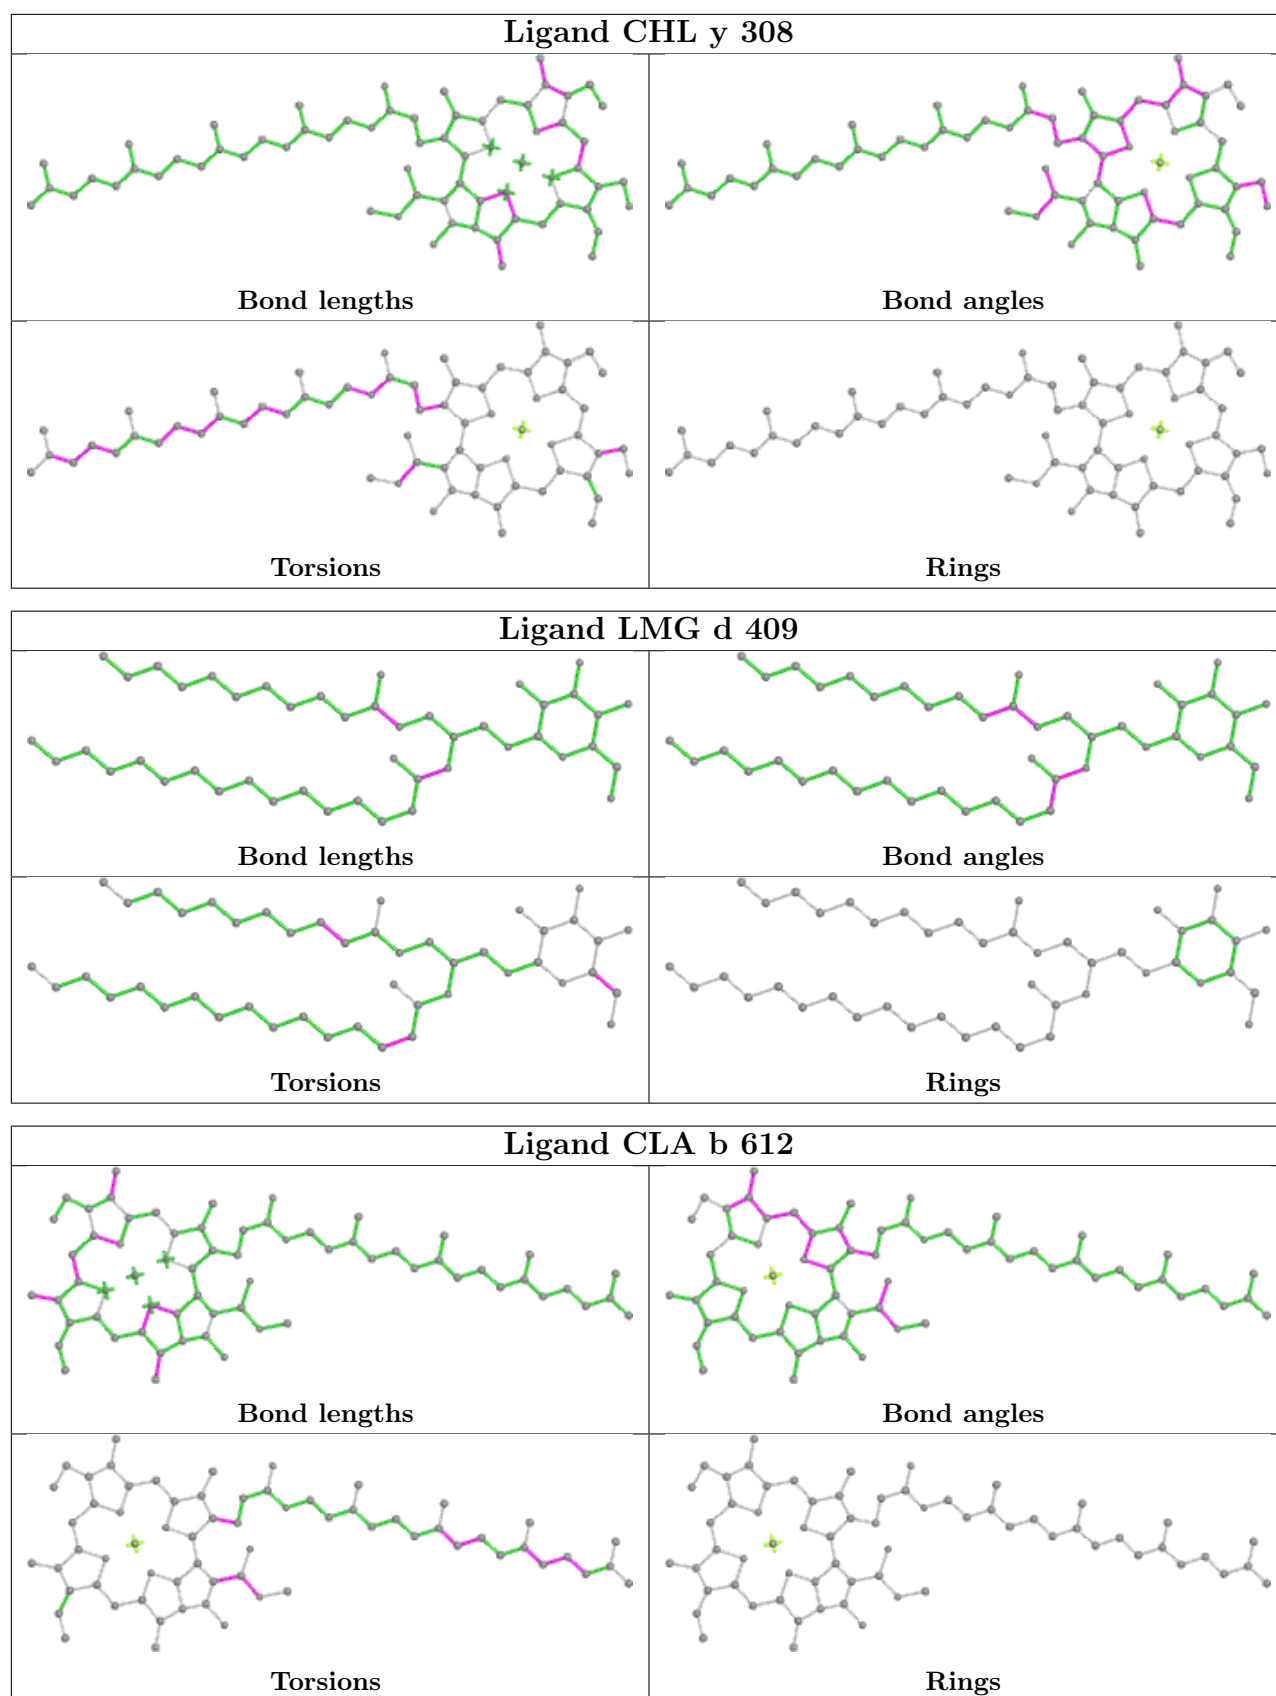 Ligand CHL y 308
Bond lengths
Bond angles
Torsions
Rings
Ligand LMG d 409
Bond lengths
Bond angles
Torsions
Rings
Ligand CLA b 612
Bond lengths
Bond angles
Torsions
Rings